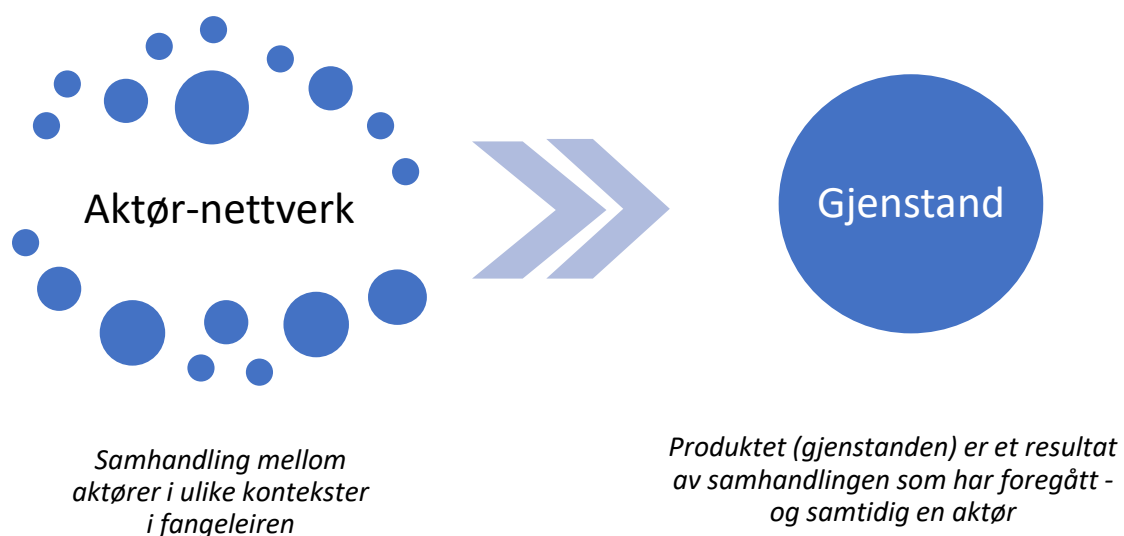 Aktør-nettverk
Gjenstand
Samhandling mellom
aktører i ulike kontekster
i fangeleiren
Produktet (gjenstanden) er et resultat
av samhandlingen som har foregått -
og samtidig en aktør